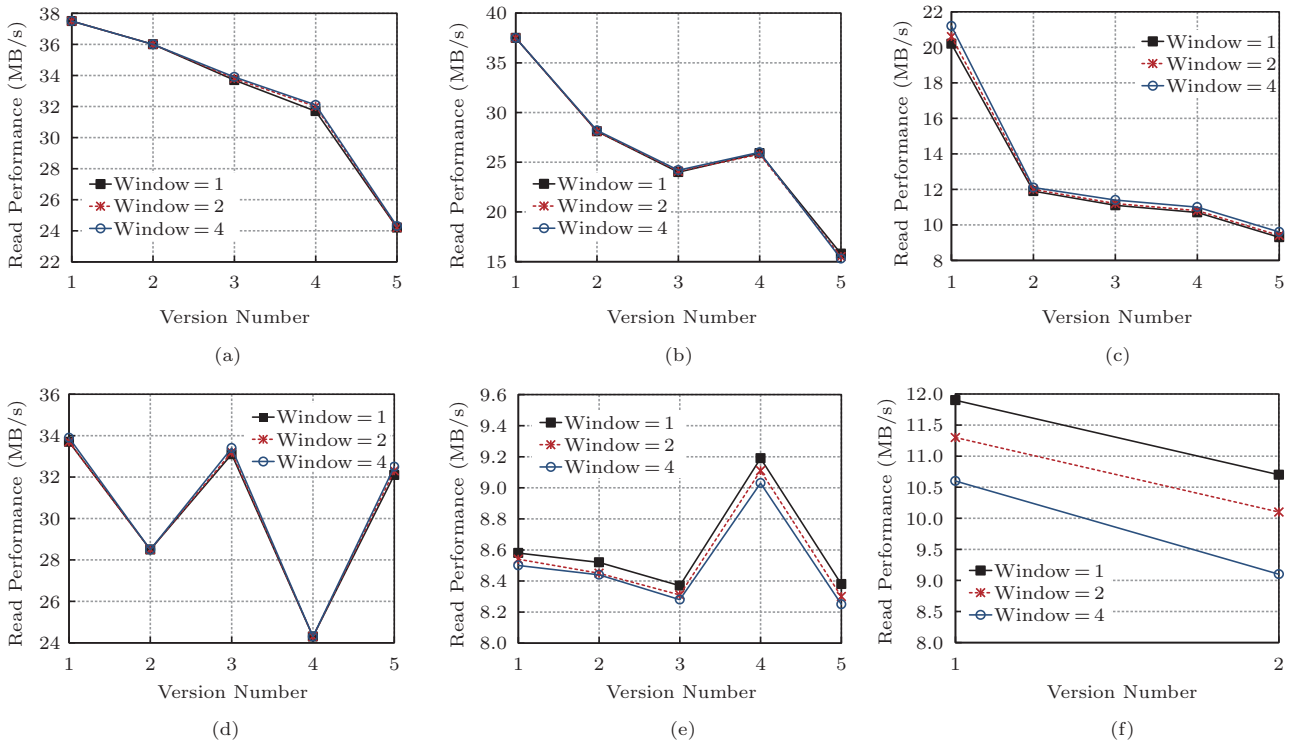 38
36
34
32
30
28
26
24
22
Read Performance (MB/s)
Window = 1
Window = 2
Window = 4
1 2 3 4 5
Version Number
(a)
40
35
30
25
20
15
Read Performance (MB/s)
Window = 1
Window = 2
Window = 4
1 2 3 4 5
Version Number
(b)
22
20
18
16
14
12
10
8
Read Performance (MB/s)
Window = 1
Window = 2
Window = 4
1 2 3 4 5
Version Number
(c)
36
34
32
30
28
26
24
Read Performance (MB/s)
Window = 1
Window = 2
Window = 4
1 2 3 4 5
Version Number
(d)
9.6
9.4
9.2
9.0
8.8
8.6
8.4
8.2
8.0
Read Performance (MB/s)
Window = 1
Window = 2
Window = 4
1 2 3 4 5
Version Number
(e)
12.0
11.5
11.0
10.5
10.0
9.5
9.0
8.5
8.0
Read Performance (MB/s)
Window = 1
Window = 2
Window = 4
1 2
Version Number
(f)